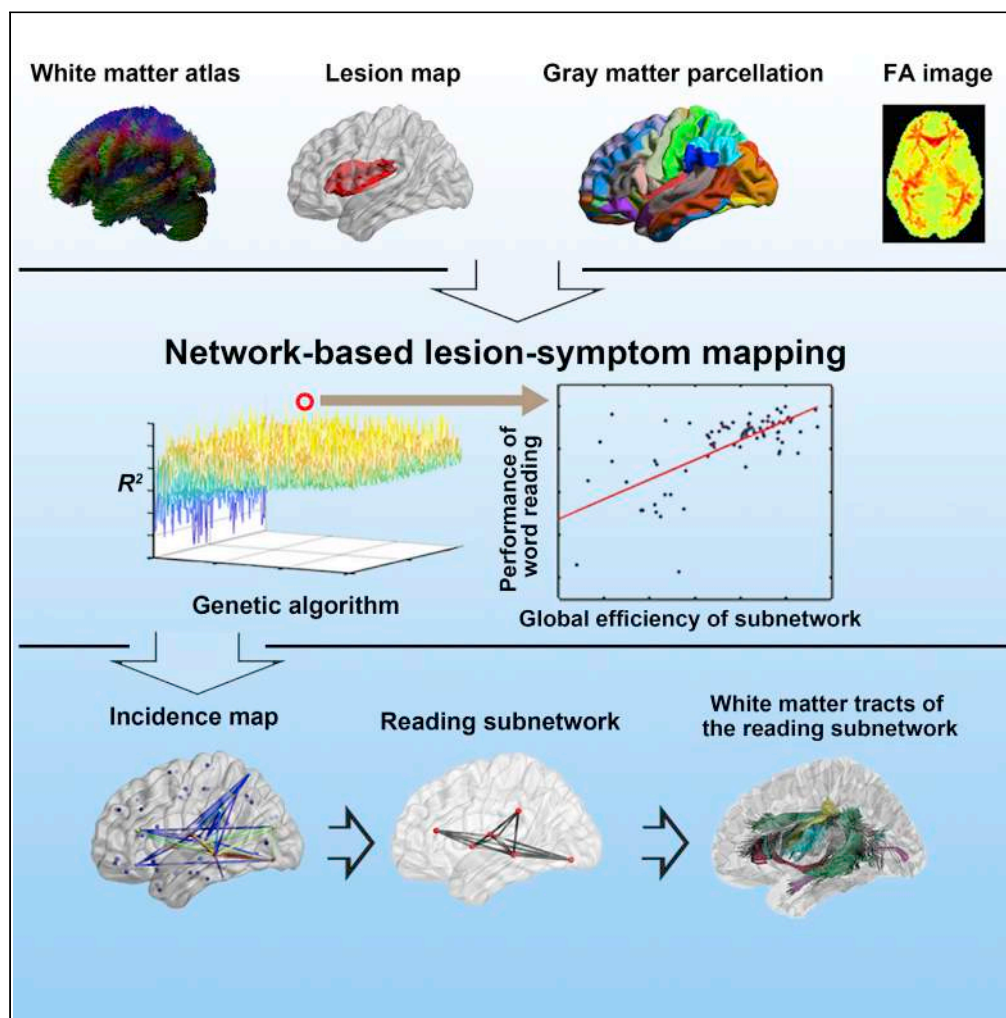 White matter atlas
Lesion map
Gray matter parcellation
FA image
Network-based lesion-symptom mapping
R²
Genetic algorithm
Performance of
word reading
Global efficiency of subnetwork
Incidence map
Reading subnetwork
White matter tracts of
the reading subnetwork